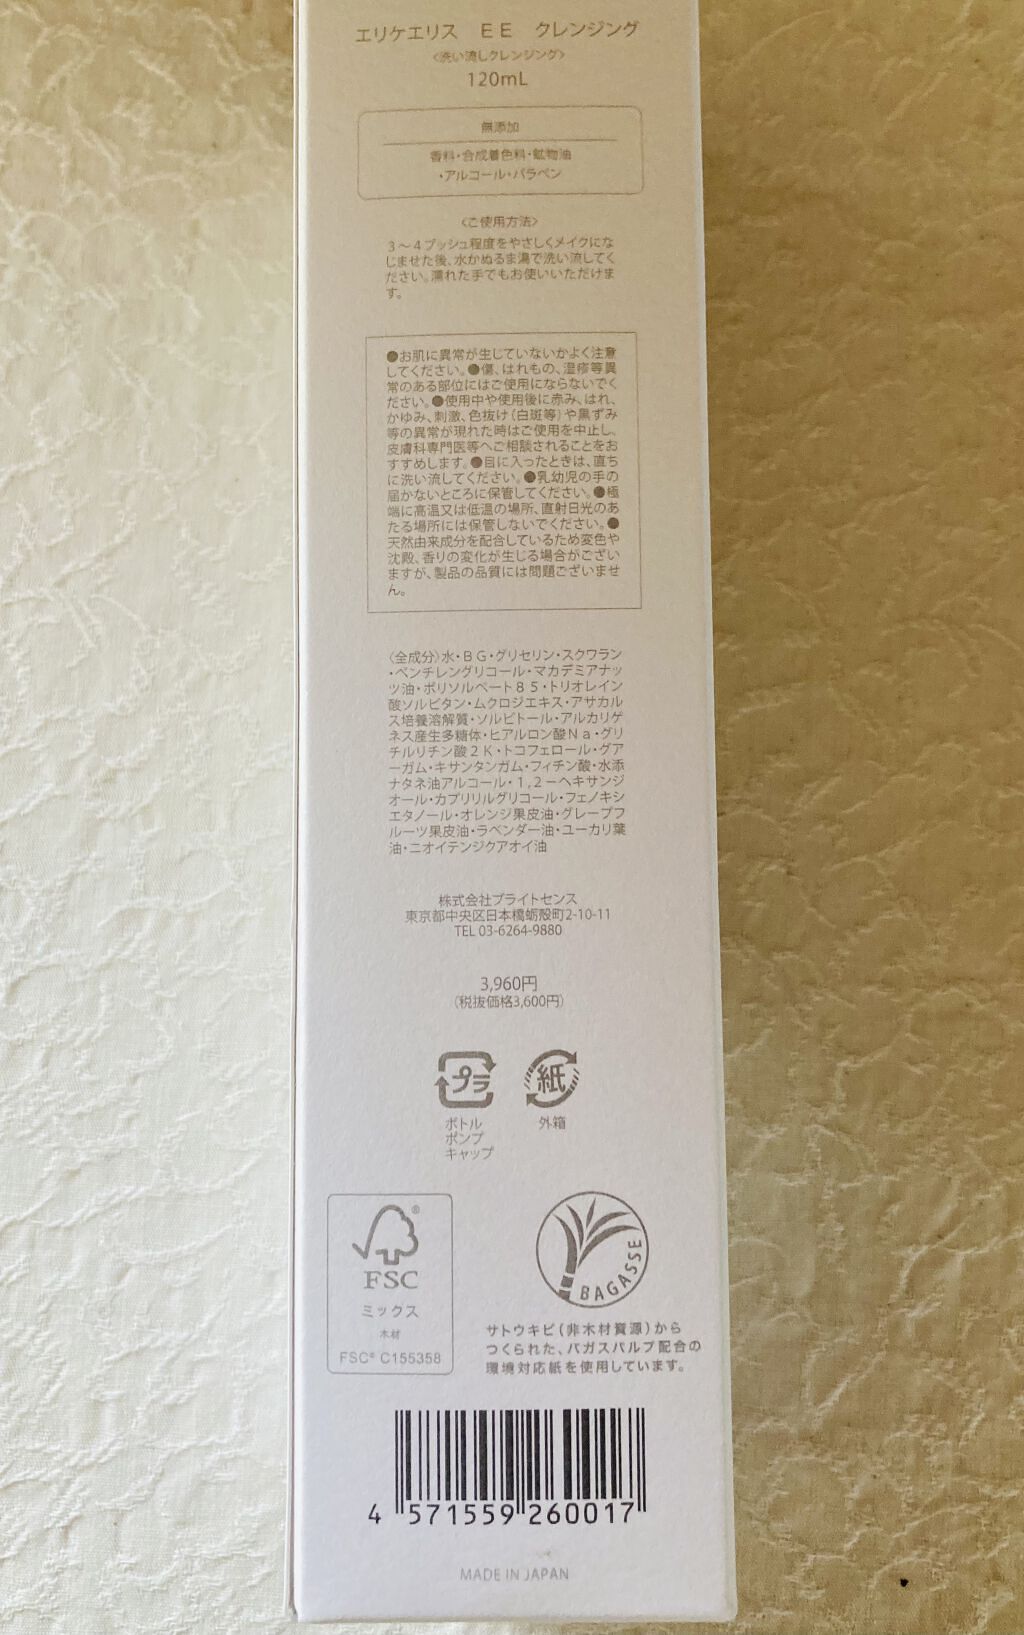 エリケエリス　ＥＥ　クレンジング
〈洗い流しクレンジング〉
120mL
無添加
香料・合成着色料・鉱物油
・アルコール・パラベン
〈ご使用方法〉
３～４プッシュ程度をやさしくメイクにな
じませた後、水かぬるま湯で洗い流してく
ださい。濡れた手でもお使いいただけま
す。
●お肌に異常が生じていないかよく注意
してください。●傷、はれもの、湿疹等異
常のある部位にはご使用にならないでく
ださい。●使用中や使用後に赤み、はれ、
かゆみ、刺激、色抜け（白斑等）や黒ずみ
等の異常が現れた時はご使用を中止し、
皮膚科専門医等へご相談されることをお
すすめします。●目に入ったときは、直ち
に洗い流してください。●乳幼児の手の
届かないところに保管してください。●極
端に高温又は低温の場所、直射日光のあ
たる場所には保管しないでください。●
天然由来成分を配合しているため変色や
沈殿、香りの変化が生じる場合がござい
ますが、製品の品質には問題ございませ
ん。
〈全成分〉水・ＢＧ・グリセリン・スクワラン
・ペンチレングリコール・マカデミアナッ
ツ油・ポリソルベート８５・トリオレイン
酸ソルビタン・ムクロジエキス・アサカル
ス培養溶解質・ソルビトール・アルカリゲ
ネス産生多糖体・ヒアルロン酸Ｎａ・グリ
チルリチン酸２Ｋ・トコフェロール・グア
ーガム・キサンタンガム・フィチン酸・水添
ナタネ油アルコール・１,２－ヘキサンジ
オール・カプリリルグリコール・フェノキシ
エタノール・オレンジ果皮油・グレープフ
ルーツ果皮油・ラベンダー油・ユーカリ葉
油・ニオイテンジクアオイ油
株式会社ブライトセンス
東京都中央区日本橋蛎殻町2-10-11
TEL 03-6264-9880
3,960円
（税抜価格3,600円）
プラ
紙
ボトル
ポンプ
キャップ
外箱
FSC
ミックス
木材
FSC® C155358
BAGASSE
サトウキビ（非木材資源）から
つくられた、バガスパルプ配合の
環境対応紙を使用しています。
4 571559 260017
MADE IN JAPAN